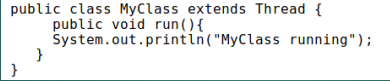 public class MyClass extends Thread {
public void run(){
System.out.println("MyClass running");
}
}